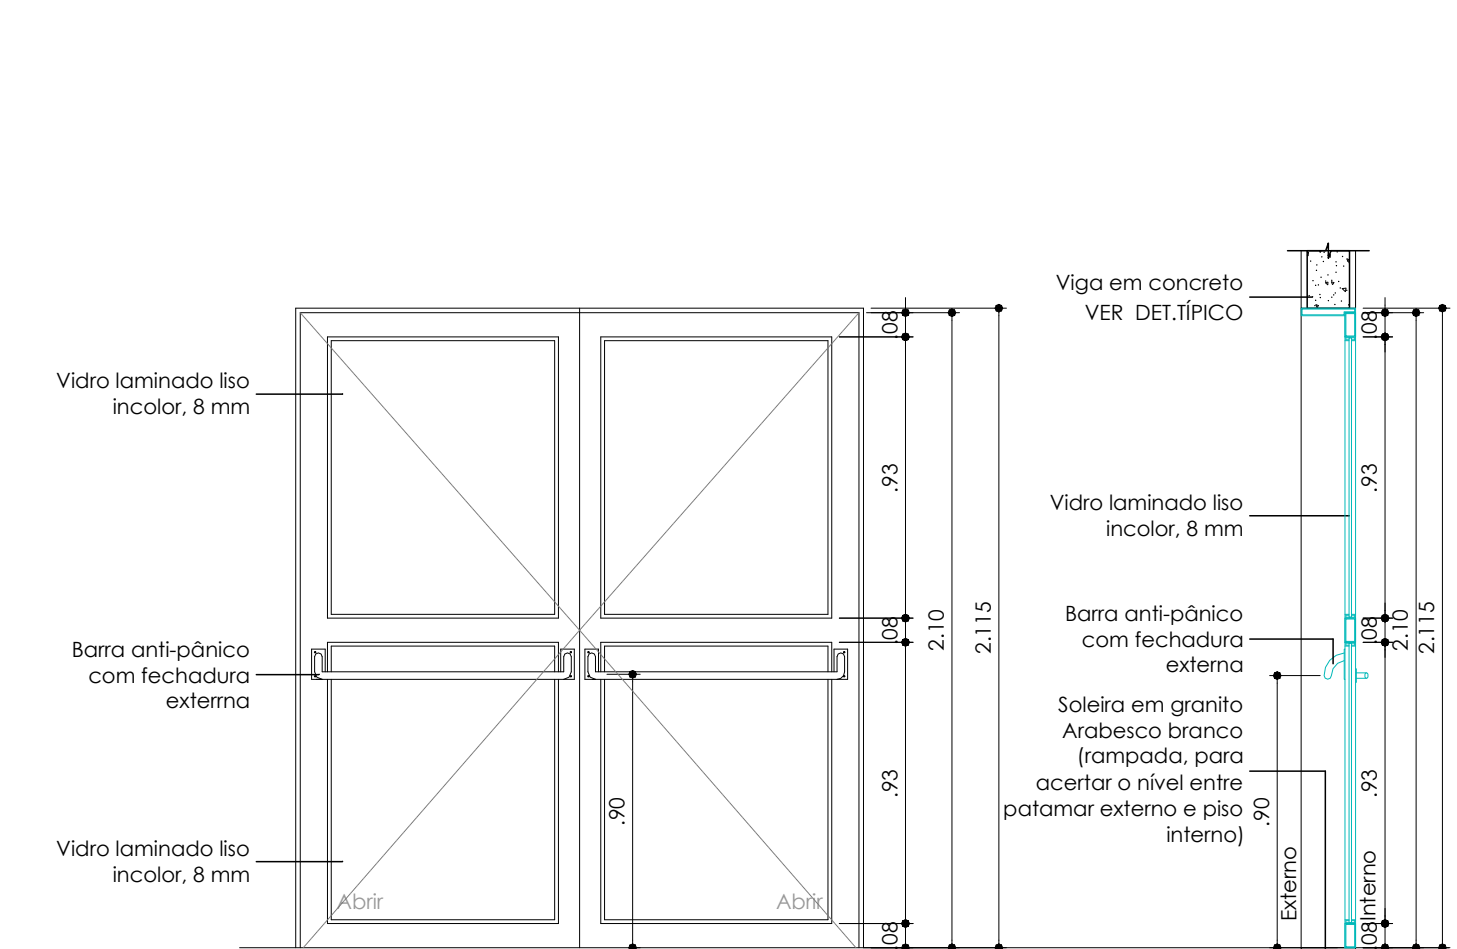 Vidro laminado liso
incolor, 8 mm
Barra anti-pânico
com fechadura
exterrna
Vidro laminado liso
incolor, 8 mm
Abrir
Abrir
.90
.08
.93
.08
.93
.08
2.10
2.115
Viga em concreto
VER DET.TÍPICO
Vidro laminado liso
incolor, 8 mm
Barra anti-pânico
com fechadura
externa
Soleira em granito
Arabesco branco
(rampada, para
acertar o nível entre
patamar externo e piso
interno)
.90
Externo
Interno
.08
.93
.08
.93
.08
2.10
2.115